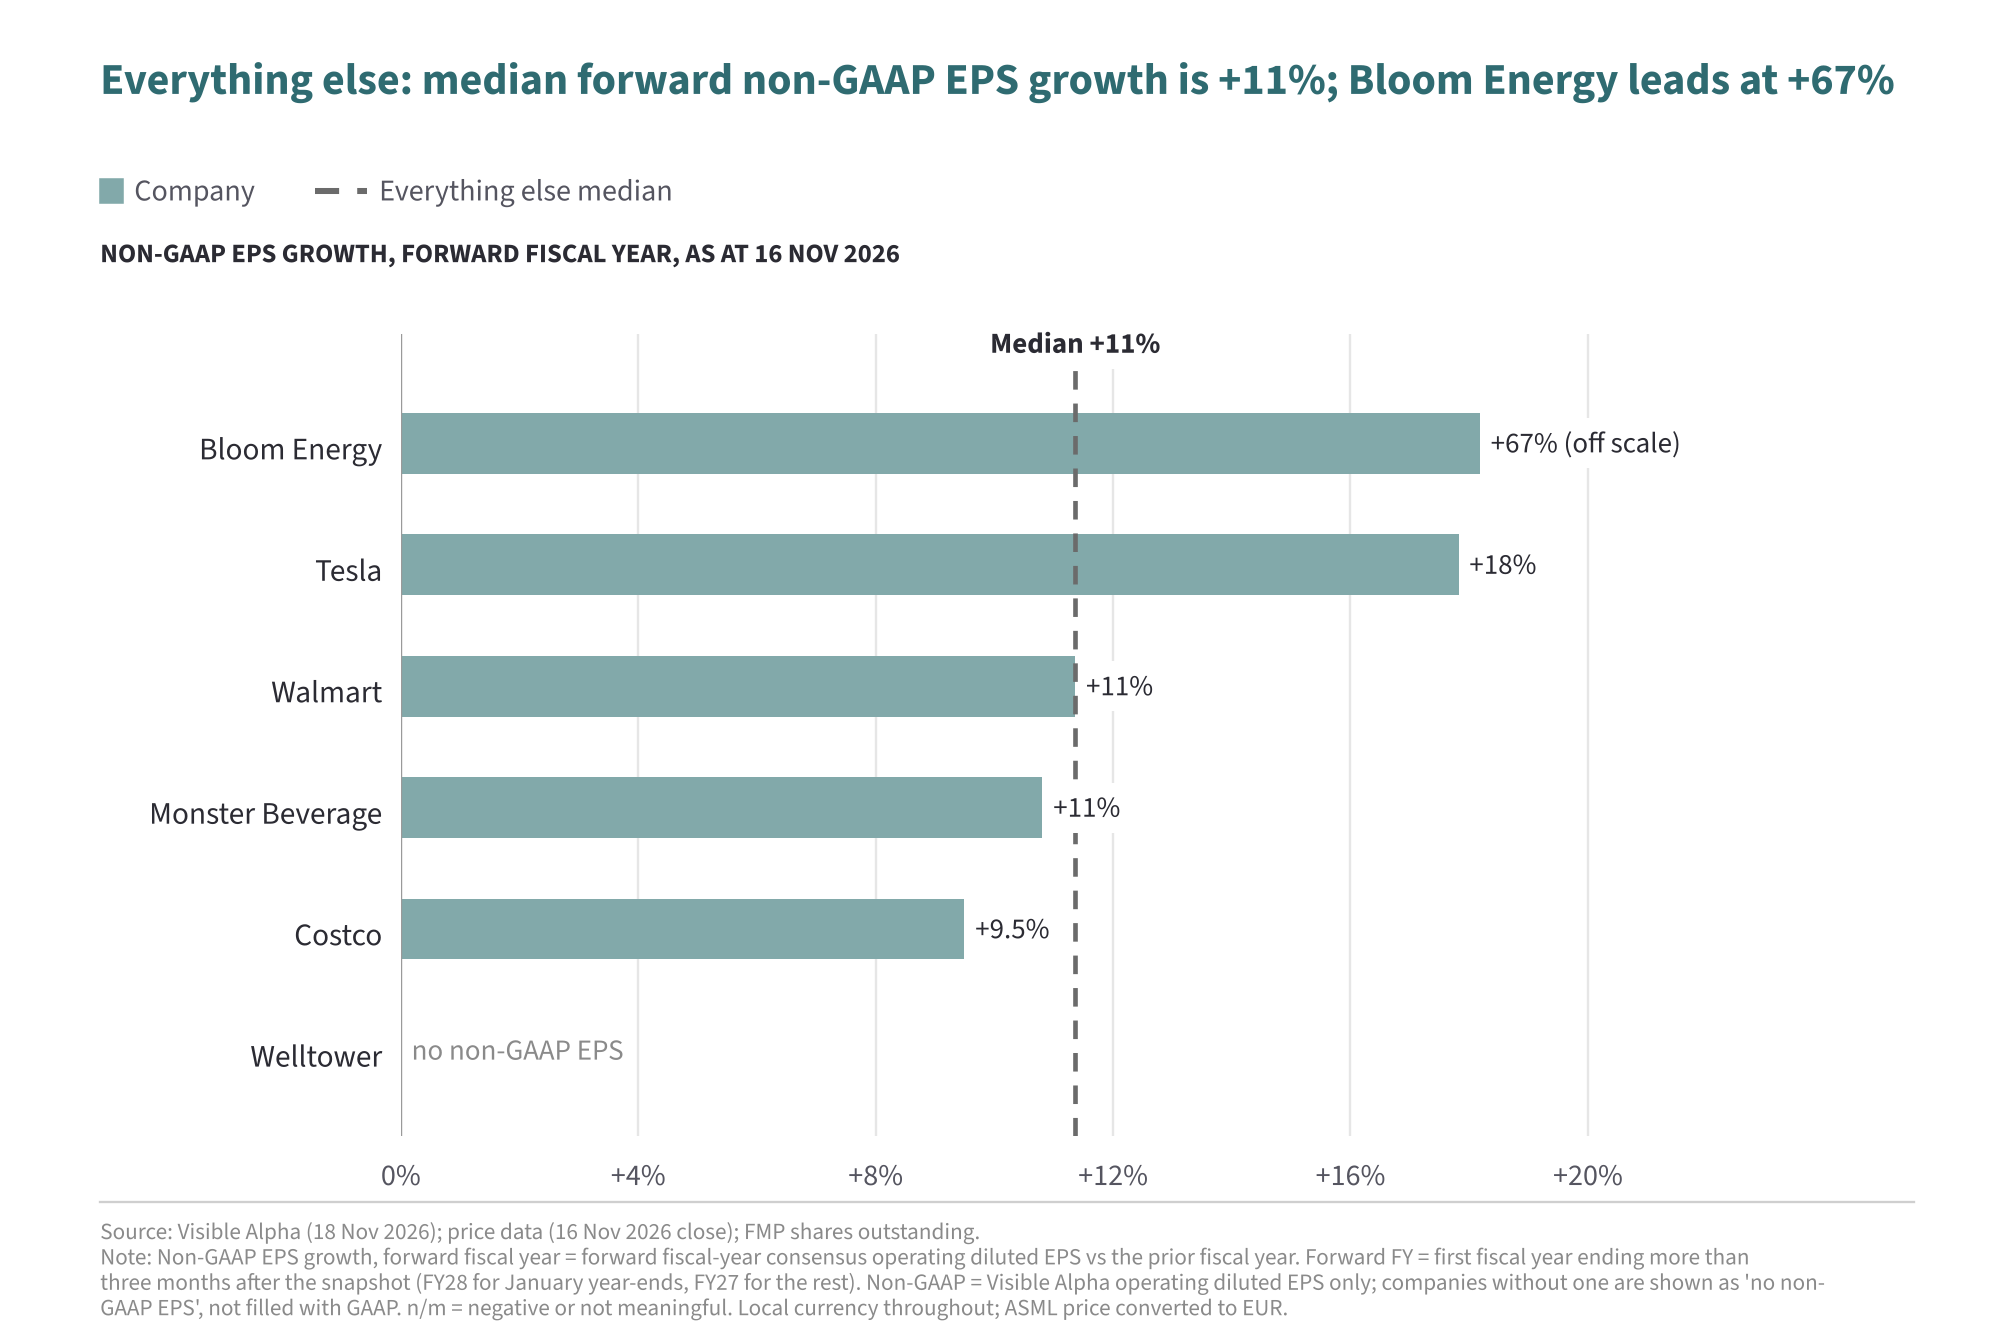 Everything else: median forward non-GAAP EPS growth is +11%; Bloom Energy leads at +67%
Company
Everything else median
NON-GAAP EPS GROWTH, FORWARD FISCAL YEAR, AS AT 16 NOV 2026
Median +11%
Bloom Energy
+67% (off scale)
Tesla
+18%
Walmart
+11%
Monster Beverage
+11%
Costco
+9.5%
Welltower
no non-GAAP EPS
0%
+4%
+8%
+12%
+16%
+20%
Source: Visible Alpha (18 Nov 2026); price data (16 Nov 2026 close); FMP shares outstanding.
Note: Non-GAAP EPS growth, forward fiscal year = forward fiscal-year consensus operating diluted EPS vs the prior fiscal year. Forward FY = first fiscal year ending more than
three months after the snapshot (FY28 for January year-ends, FY27 for the rest). Non-GAAP = Visible Alpha operating diluted EPS only; companies without one are shown as 'no non-
GAAP EPS', not filled with GAAP. n/m = negative or not meaningful. Local currency throughout; ASML price converted to EUR.